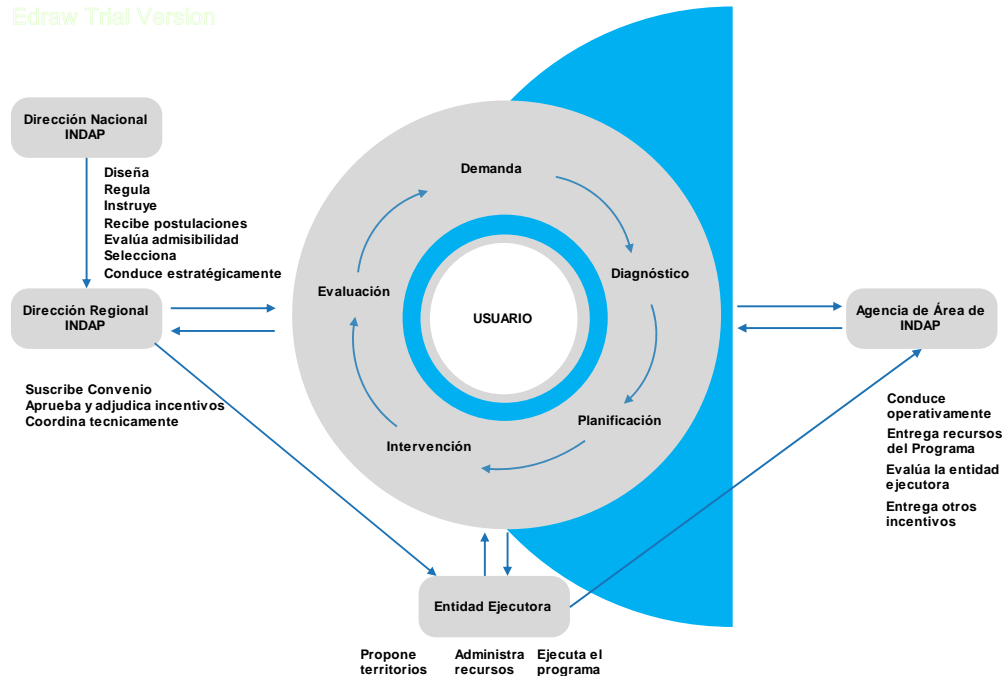 Edraw Trial Version
Dirección Nacional
INDAP
Diseña
Regula
Instruye
Recibe postulaciones
Evalúa admisibilidad
Selecciona
Conduce estratégicamente
Dirección Regional
INDAP
Suscribe Convenio
Aprueba y adjudica incentivos
Coordina tecnicamente
Demanda
Diagnóstico
Planificación
Intervención
Evaluación
USUARIO
Agencia de Área de
INDAP
Conduce
operativamente
Entrega recursos
del Programa
Evalúa la entidad
ejecutora
Entrega otros
incentivos
Entidad Ejecutora
Propone
territorios
Administra
recursos
Ejecuta el
programa